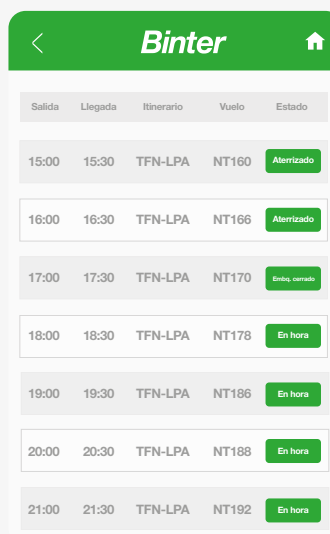 Binter
Salida Llegada Itinerario Vuelo Estado
15:00 15:30 TFN-LPA NT160 Aterrizado
16:00 16:30 TFN-LPA NT166 Aterrizado
17:00 17:30 TFN-LPA NT170 Embq. cerrado
18:00 18:30 TFN-LPA NT178 En hora
19:00 19:30 TFN-LPA NT186 En hora
20:00 20:30 TFN-LPA NT188 En hora
21:00 21:30 TFN-LPA NT192 En hora